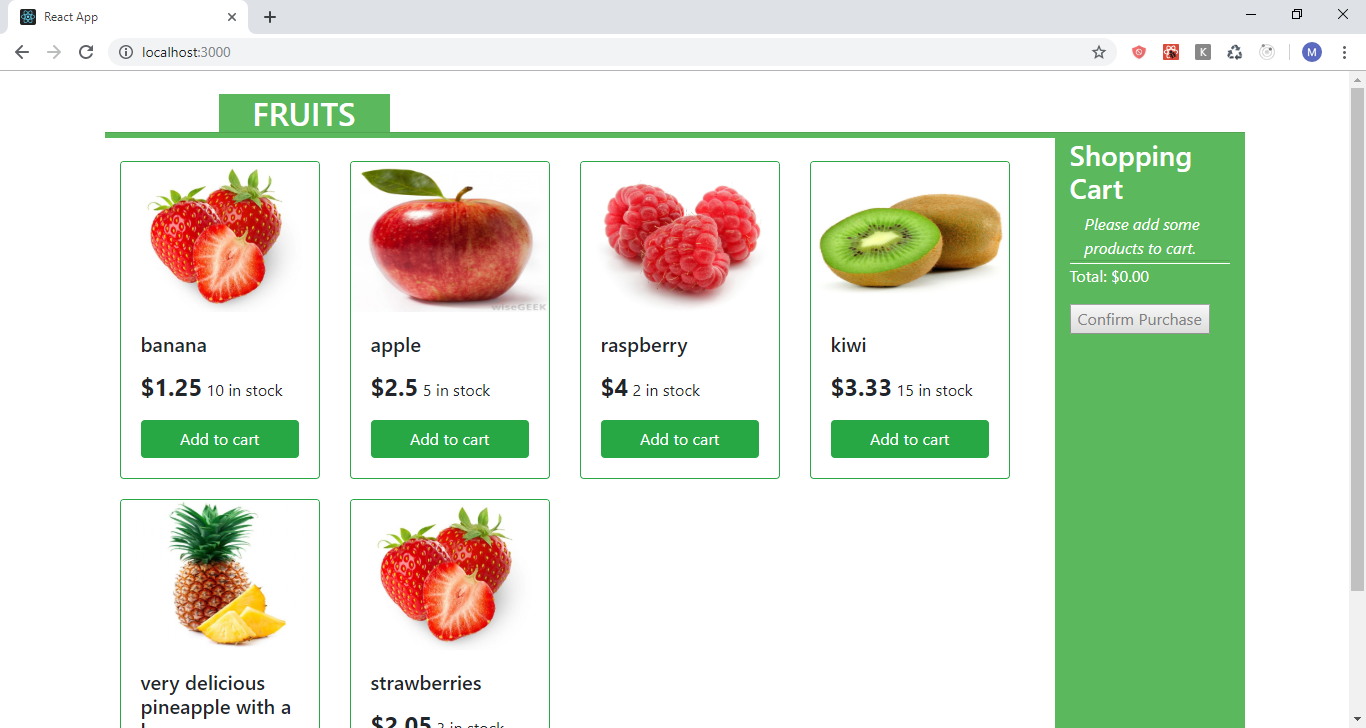 React App
localhost:3000
K
M
FRUITS
Shopping
Cart
Please add some
products to cart.
Total: $0.00
Confirm Purchase
wiseGEEK
banana
$1.25 10 in stock
Add to cart
apple
$2.5 5 in stock
Add to cart
raspberry
$4 2 in stock
Add to cart
kiwi
$3.33 15 in stock
Add to cart
very delicious
pineapple with a
strawberries
$2.05 3 in stock